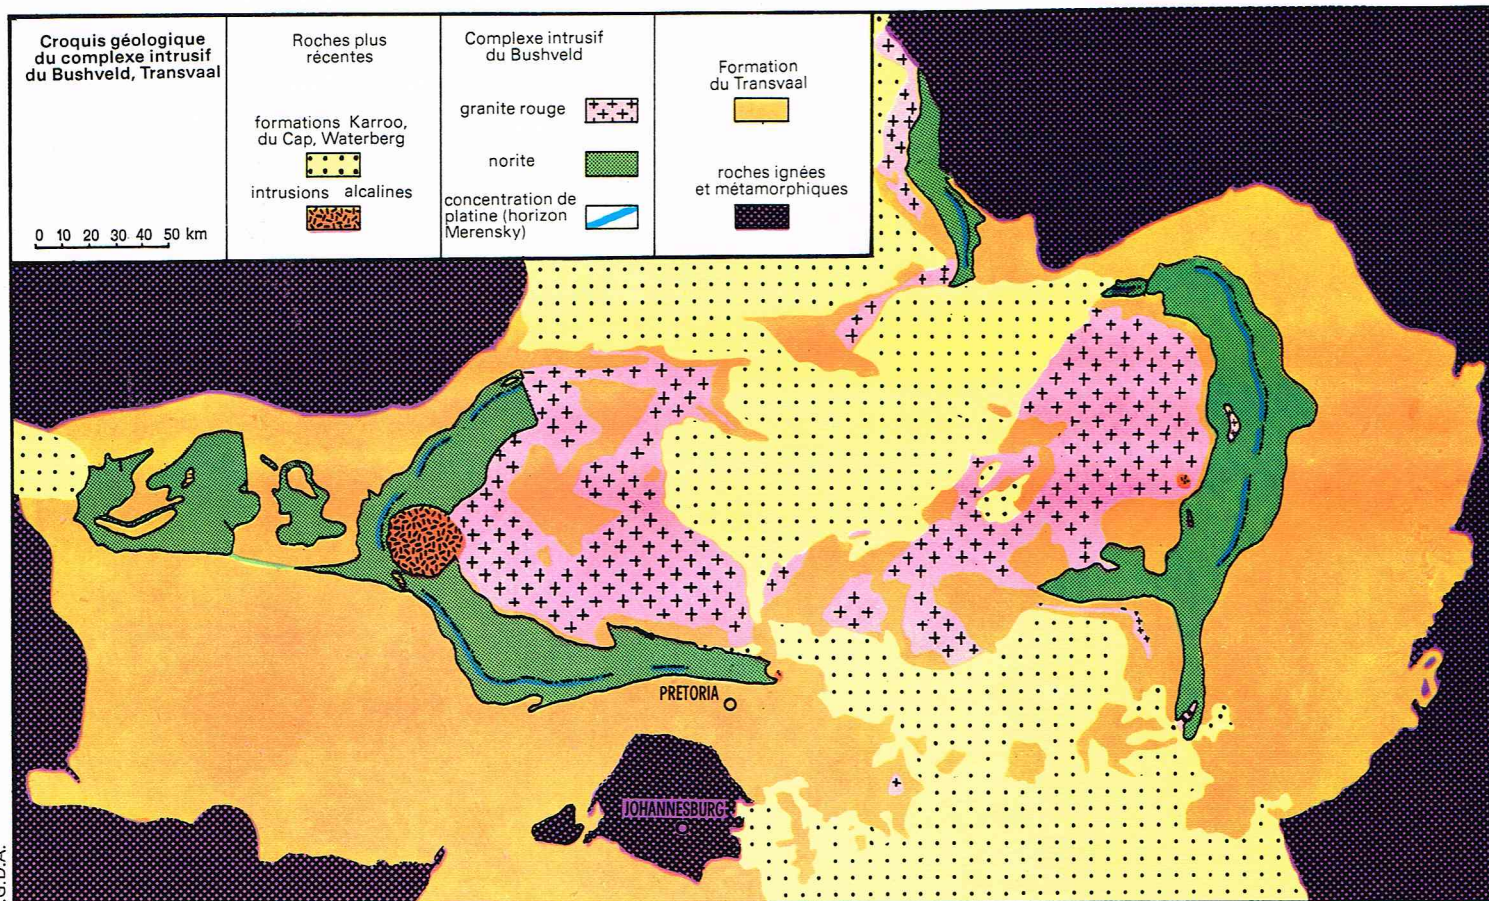 Croquis géologique
du complexe intrusif
du Bushveld, Transvaal
0 10 20 30 40 50 km
Roches plus
récentes
formations Karroo,
du Cap, Waterberg
intrusions alcalines
Complexe intrusif
du Bushveld
granite rouge
norite
concentration de
platine (horizon
Merensky)
Formation
du Transvaal
roches ignées
et métamorphiques
PRETORIA
JOHANNESBURG